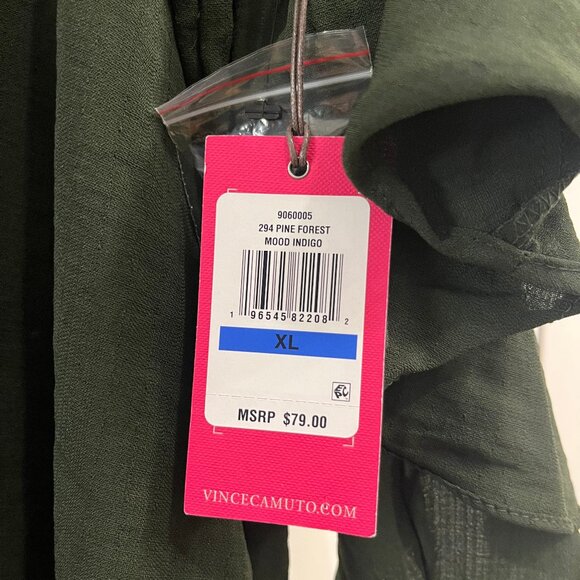 9060005
294 PINE FOREST
MOOD INDIGO
1 96545 82208 2
XL
MSRP $79.00
VINCECAMUTO.COM